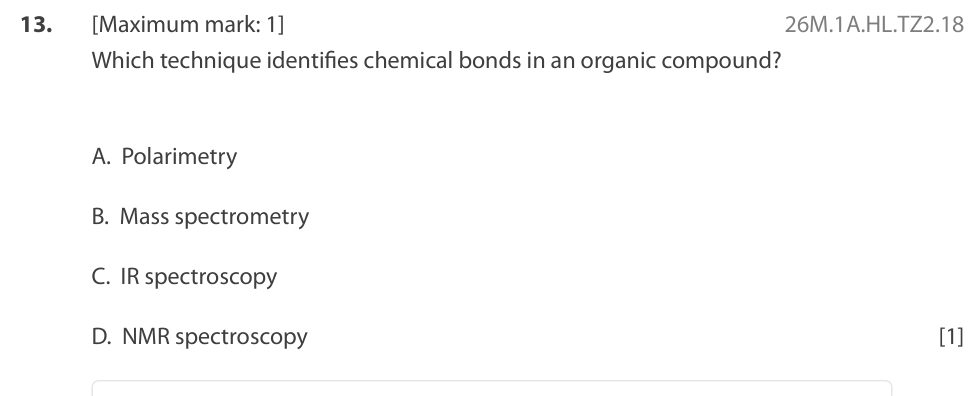 13. [Maximum mark: 1] 26M.1A.HL.TZ2.18
Which technique identifies chemical bonds in an organic compound?
A. Polarimetry
B. Mass spectrometry
C. IR spectroscopy
D. NMR spectroscopy [1]